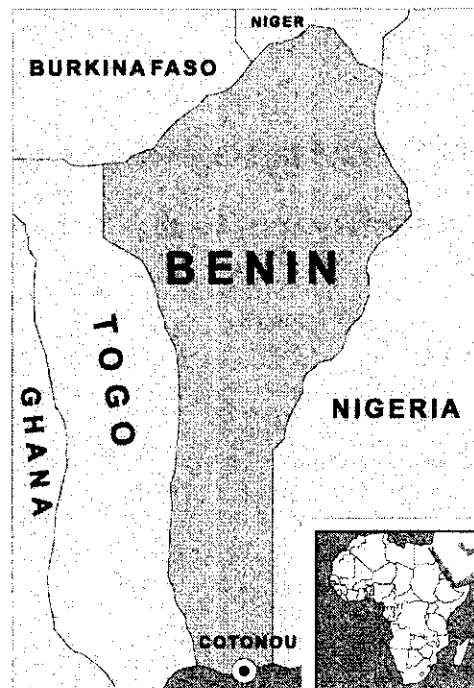 NIGER
BURKINA FASO
BENIN
TOGO
GHANA
NIGERIA
COTONOU